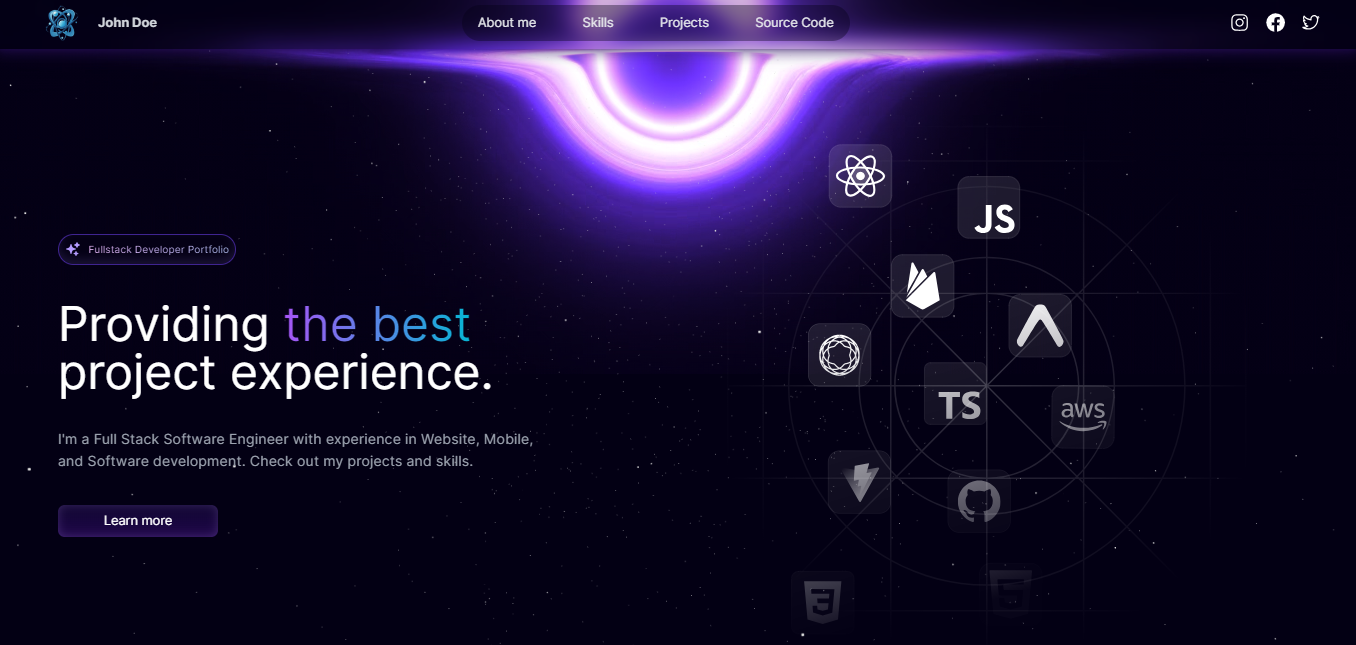 John Doe
About me
Skills
Projects
Source Code
Fullstack Developer Portfolio
Providing the best
project experience.
I'm a Full Stack Software Engineer with experience in Website, Mobile,
and Software development. Check out my projects and skills.
Learn more
JS
TS
aws
3
5